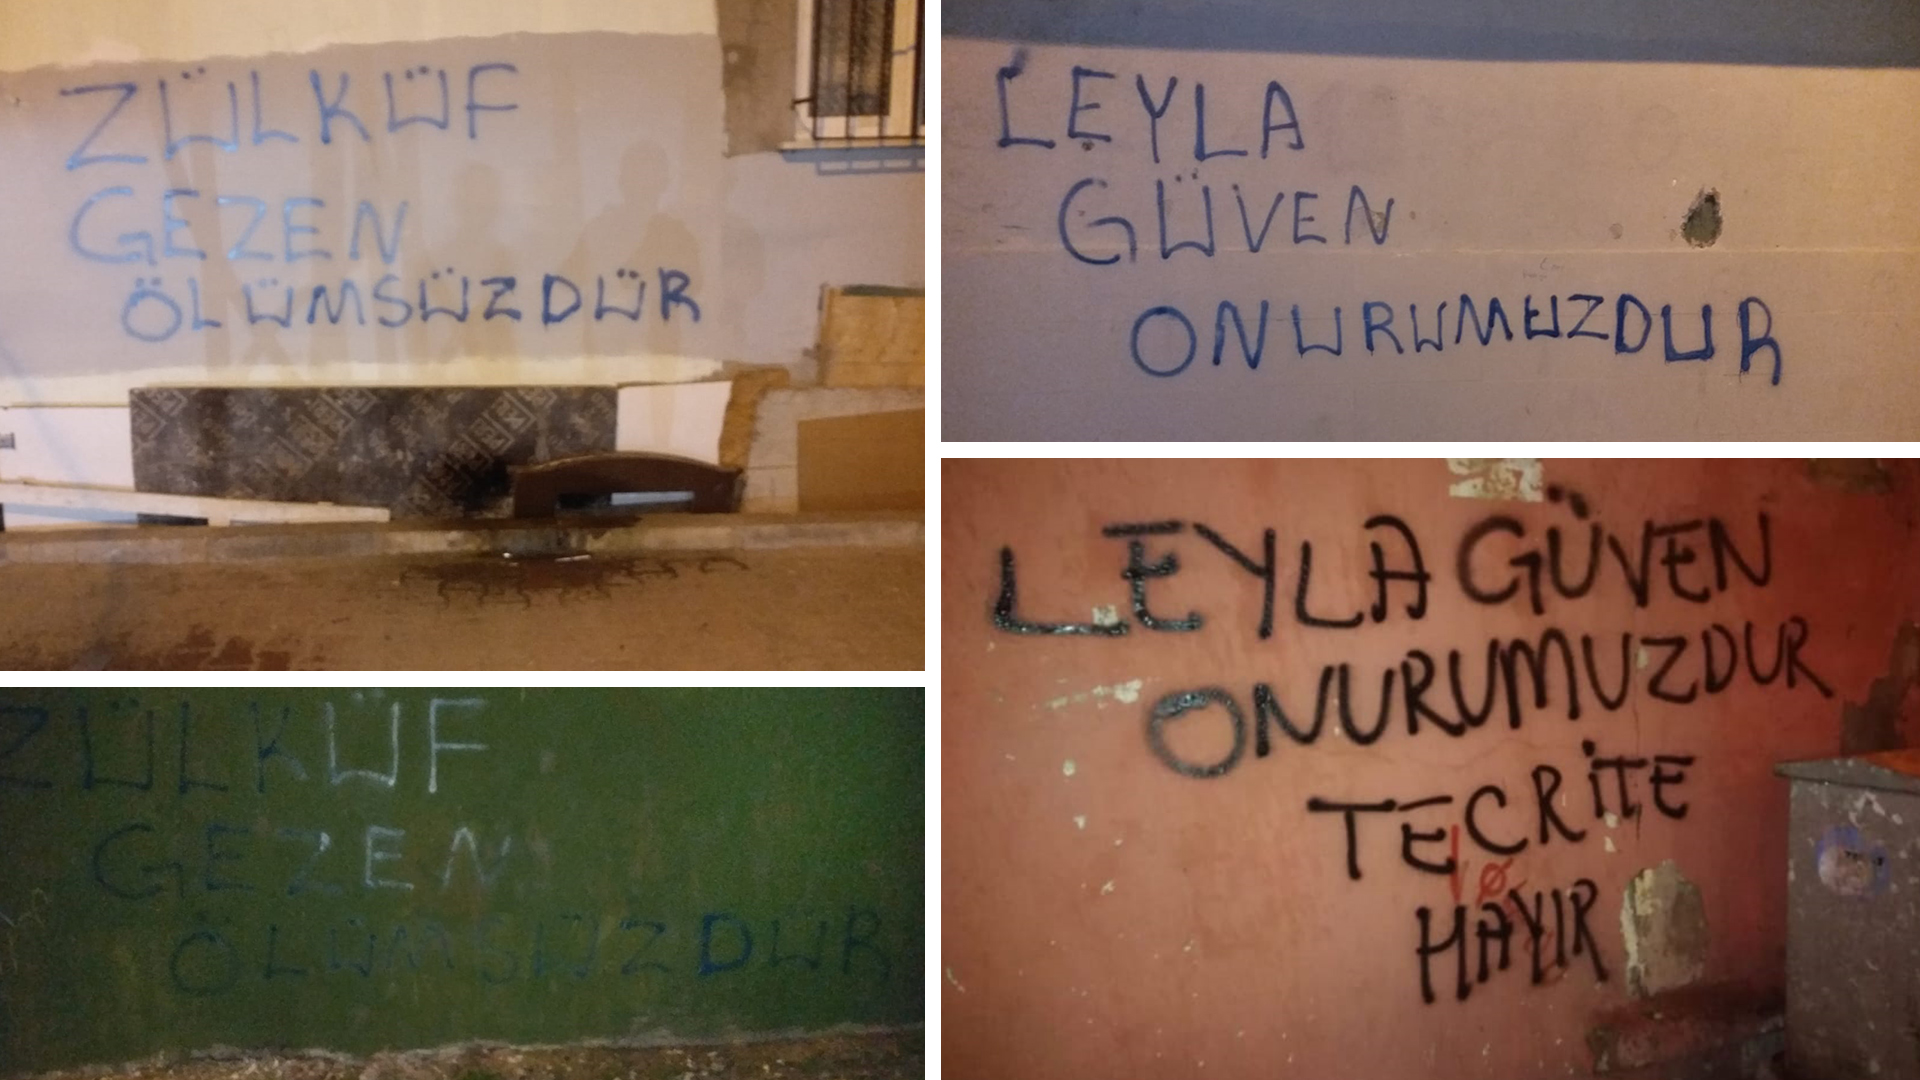 ZÜLKÜF
GEZEN
ÖLÜMSÜZDÜR
LEYLA
GÜVEN
ONURUMUZDUR
ZÜLKÜF
GEZEN
ÖLÜMSÜZDÜR
LEYLA GÜVEN
ONURUMUZDUR
TECRİTE
HAYIR